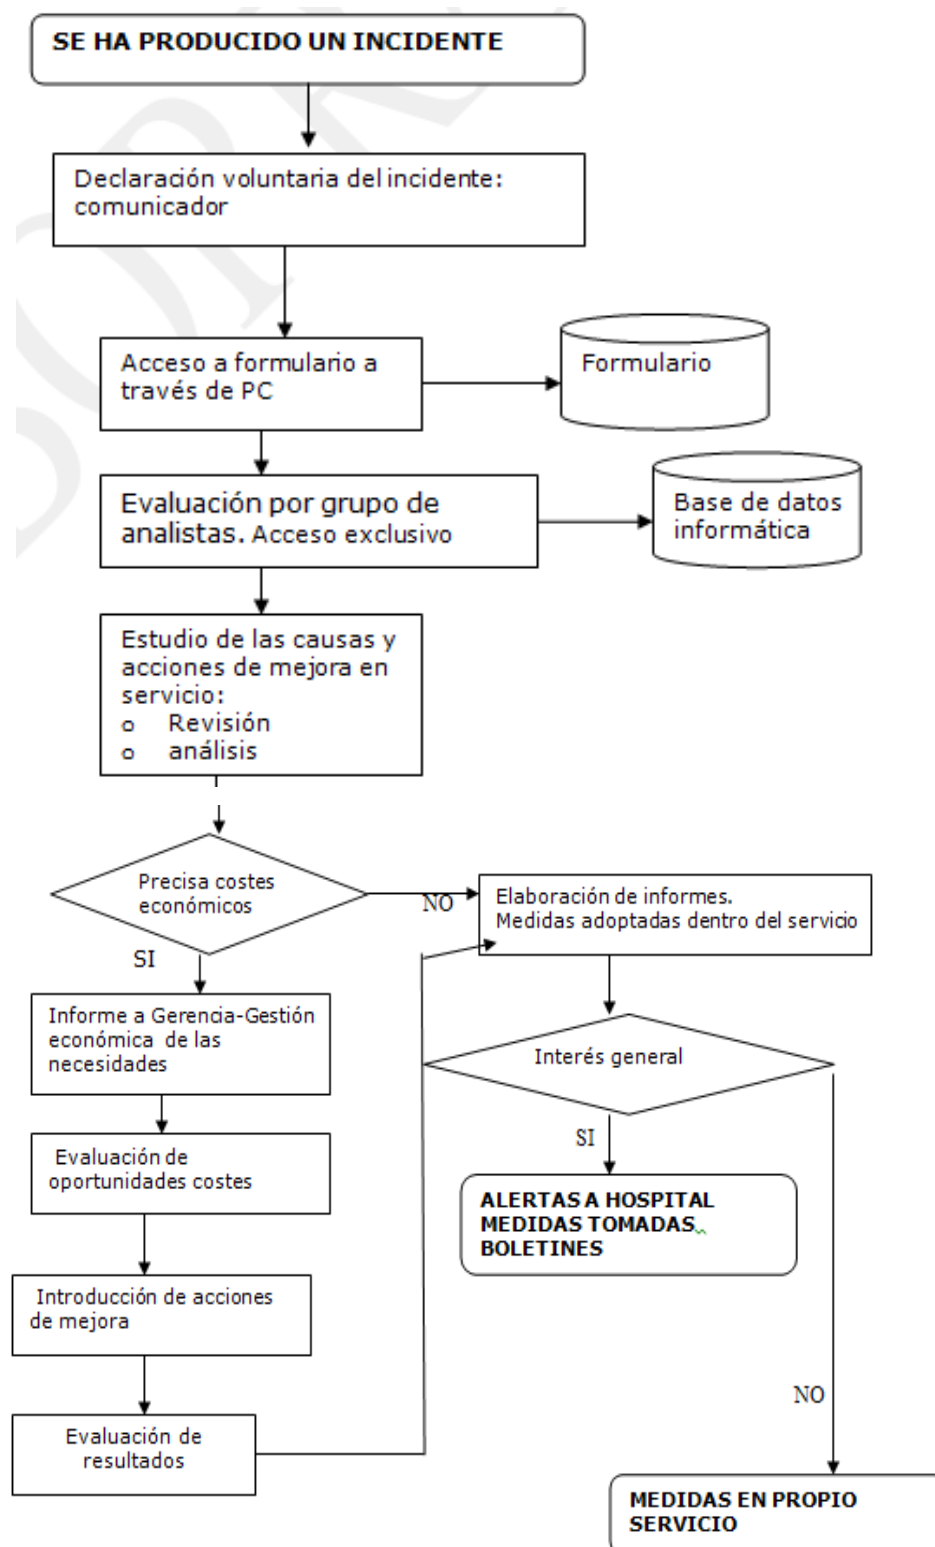 SE HA PRODUCIDO UN INCIDENTE
Declaración voluntaria del incidente:
comunicador
Acceso a formulario a
través de PC
Formulario
Evaluación por grupo de
analistas. Acceso exclusivo
Base de datos
informática
Estudio de las causas y
acciones de mejora en
servicio:
o Revisión
o análisis
Precisa costes
económicos
NO
Elaboración de informes.
Medidas adoptadas dentro del servicio
SI
Informe a Gerencia-Gestión
económica de las
necesidades
Interés general
Evaluación de
oportunidades costes
SI
ALERTAS A HOSPITAL
MEDIDAS TOMADAS
BOLETINES
Introducción de acciones
de mejora
NO
Evaluación de
resultados
MEDIDAS EN PROPIO
SERVICIO